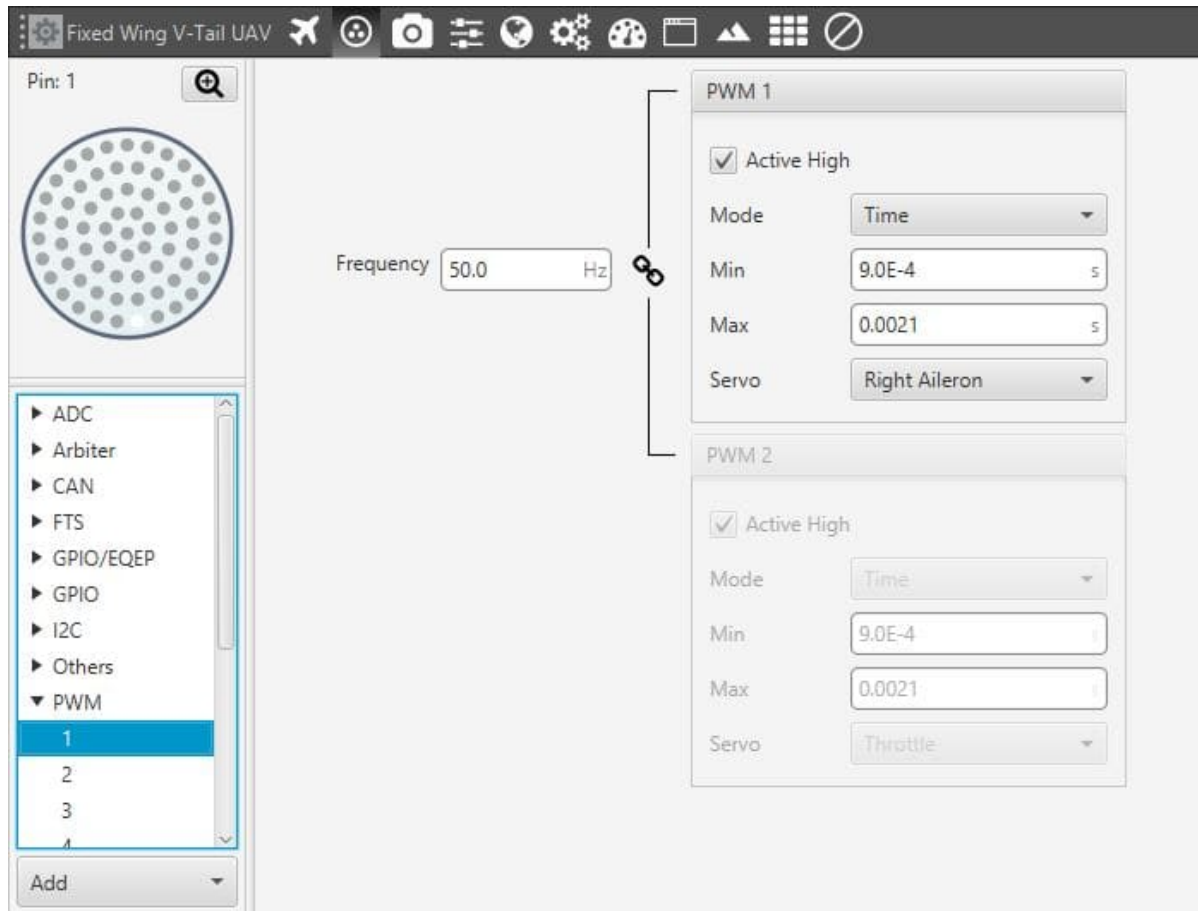 Fixed Wing V-Tail UAV
Pin: 1
ADC
Arbiter
CAN
FTS
GPIO/EQEP
GPIO
I2C
Others
PWM
1
2
3
4
Add
Frequency 50.0 Hz
PWM 1
Active High
Mode Time
Min 9.0E-4 s
Max 0.0021 s
Servo Right Aileron
PWM 2
Active High
Mode Time
Min 9.0E-4 s
Max 0.0021 s
Servo Throttle